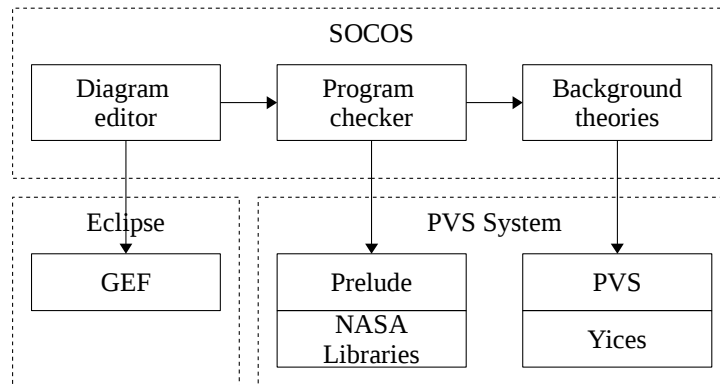 SOCOS
Diagram
editor
Program
checker
Background
theories
Eclipse
PVS System
GEF
Prelude
NASA
Libraries
PVS
Yices